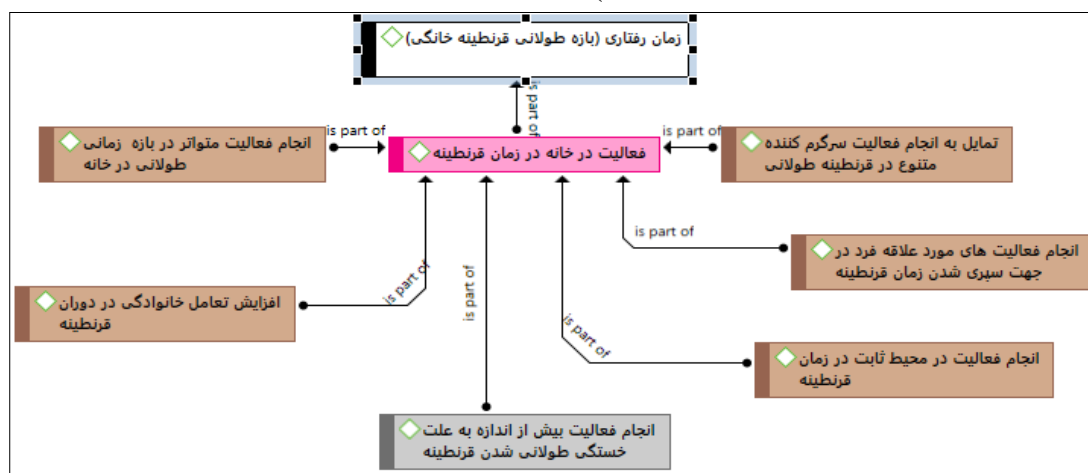 زمان رفتاری (بازه طولانی قرنطینه خانگی)
is part of
انجام فعالیت متواتر در بازه زمانی
طولانی در خانه
is part of
فعالیت در خانه در زمان قرنطینه
is part of
تمایل به انجام فعالیت سرگرم کننده
متنوع در قرنطینه طولانی
is part of
انجام فعالیت های مورد علاقه فرد در
جهت سپری شدن زمان قرنطینه
is part of
افزایش تعامل خانوادگی در دوران
قرنطینه
is part of
is part of
انجام فعالیت در محیط ثابت در زمان
قرنطینه
انجام فعالیت بیش از اندازه به علت
خستگی طولانی شدن قرنطینه